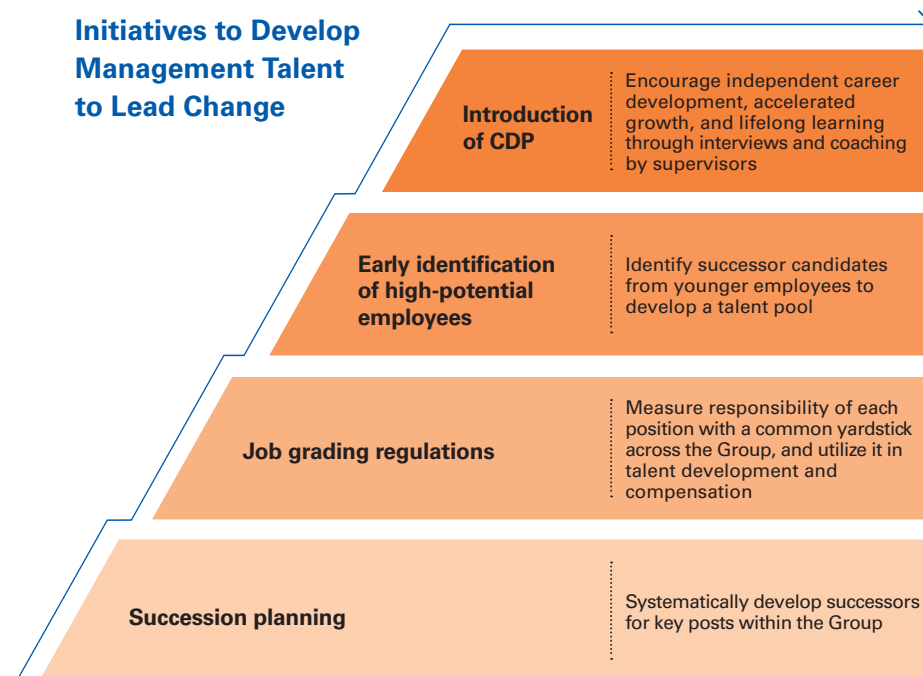 Initiatives to Develop
Management Talent
to Lead Change
Introduction
of CDP
Encourage independent career
development, accelerated
growth, and lifelong learning
through interviews and coaching
by supervisors
Early identification
of high-potential
employees
Identify successor candidates
from younger employees to
develop a talent pool
Job grading regulations
Measure responsibility of each
position with a common yardstick
across the Group, and utilize it in
talent development and
compensation
Succession planning
Systematically develop successors
for key posts within the Group